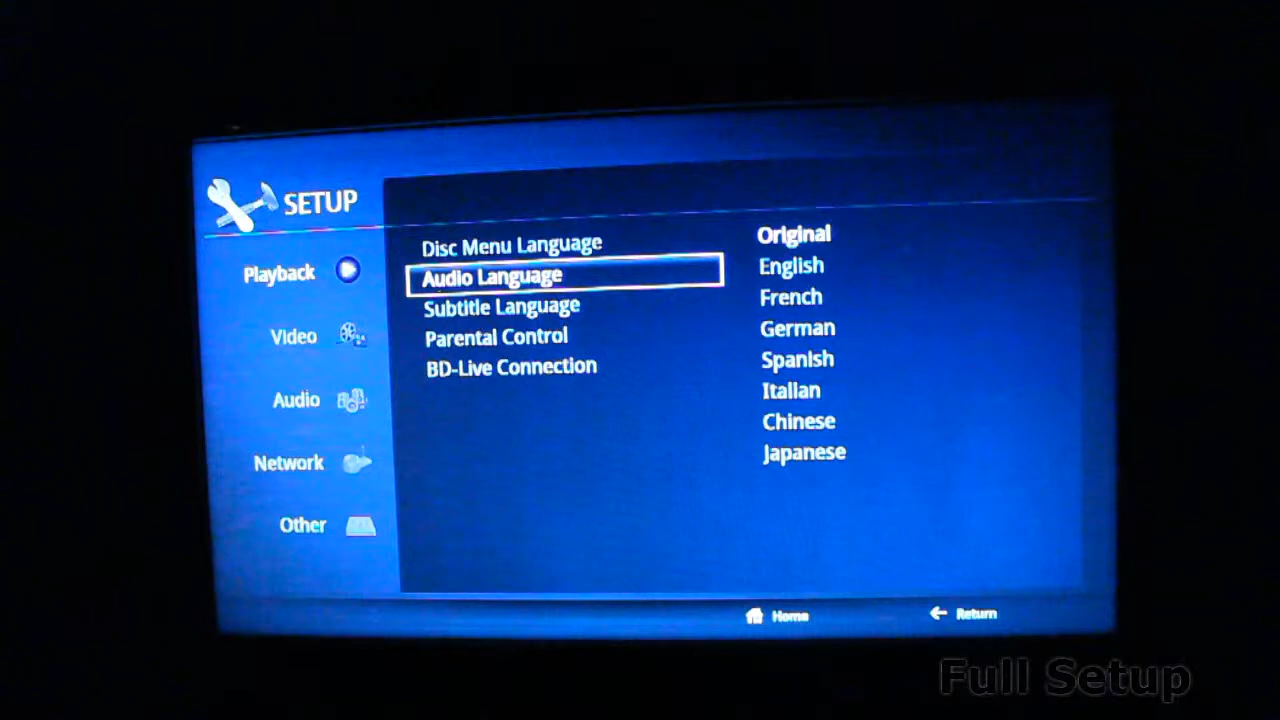 SETUP
Playback
Video
Audio
Network
Other
Disc Menu Language
Audio Language
Subtitle Language
Parental Control
BD-Live Connection
Original
English
French
German
Spanish
Italian
Chinese
Japanese
Home
Return
Full Setup